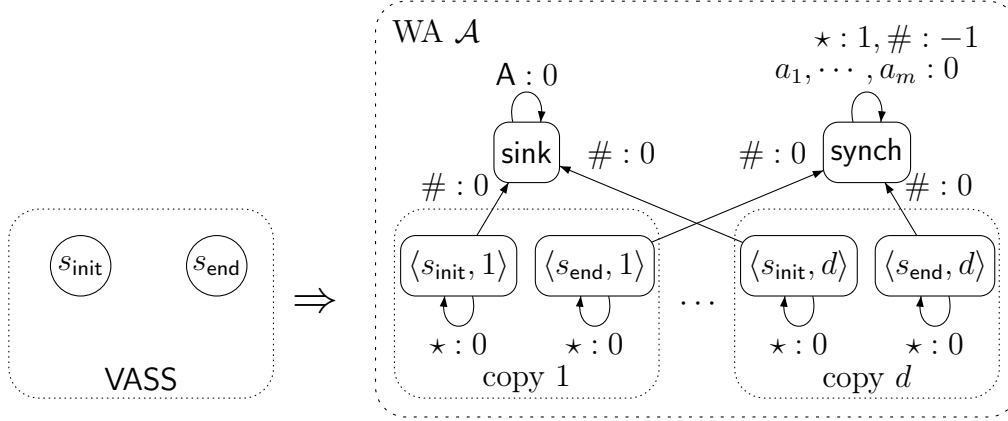 WA 𝒜
⋆ : 1, # : −1
A : 0
a₁, ⋯ , aₘ : 0
sink
synch
# : 0
# : 0
# : 0
# : 0
s_init
s_end
⇒
⟨s_init, 1⟩
⟨s_end, 1⟩
⋯
⟨s_init, d⟩
⟨s_end, d⟩
⋆ : 0
⋆ : 0
⋆ : 0
⋆ : 0
VASS
copy 1
copy d